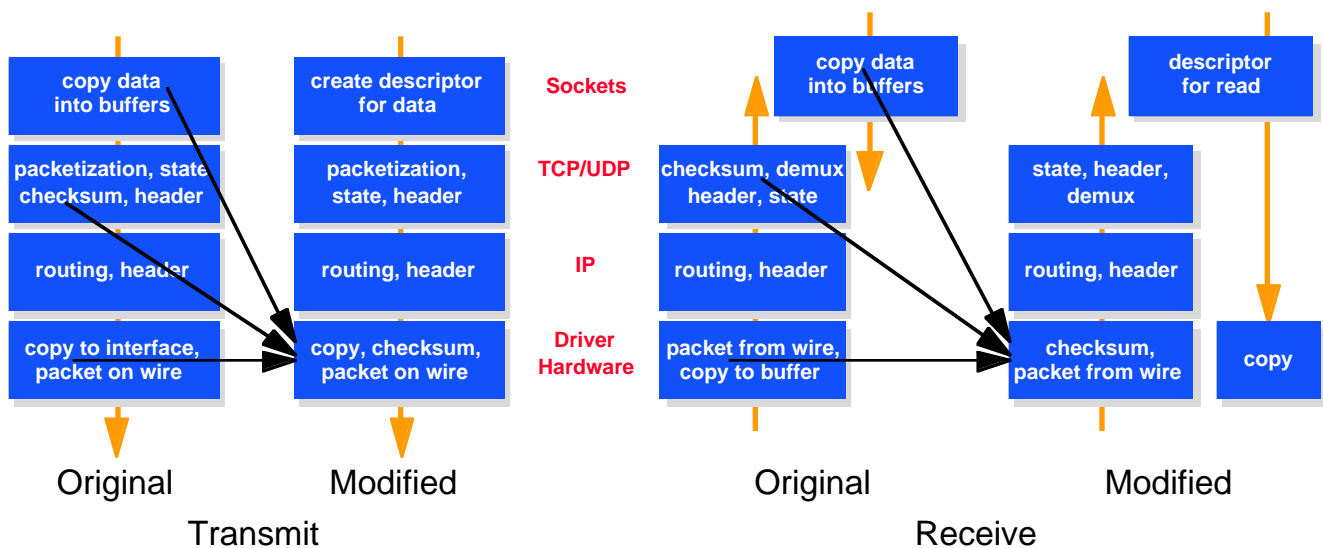 copy data
into buffers
create descriptor
for data
Sockets
copy data
into buffers
descriptor
for read
packetization, state
checksum, header
packetization,
state, header
TCP/UDP
checksum, demux
header, state
state, header,
demux
routing, header
routing, header
IP
routing, header
routing, header
copy to interface,
packet on wire
copy, checksum,
packet on wire
Driver
Hardware
packet from wire,
copy to buffer
checksum,
packet from wire
copy
Original
Modified
Original
Modified
Transmit
Receive